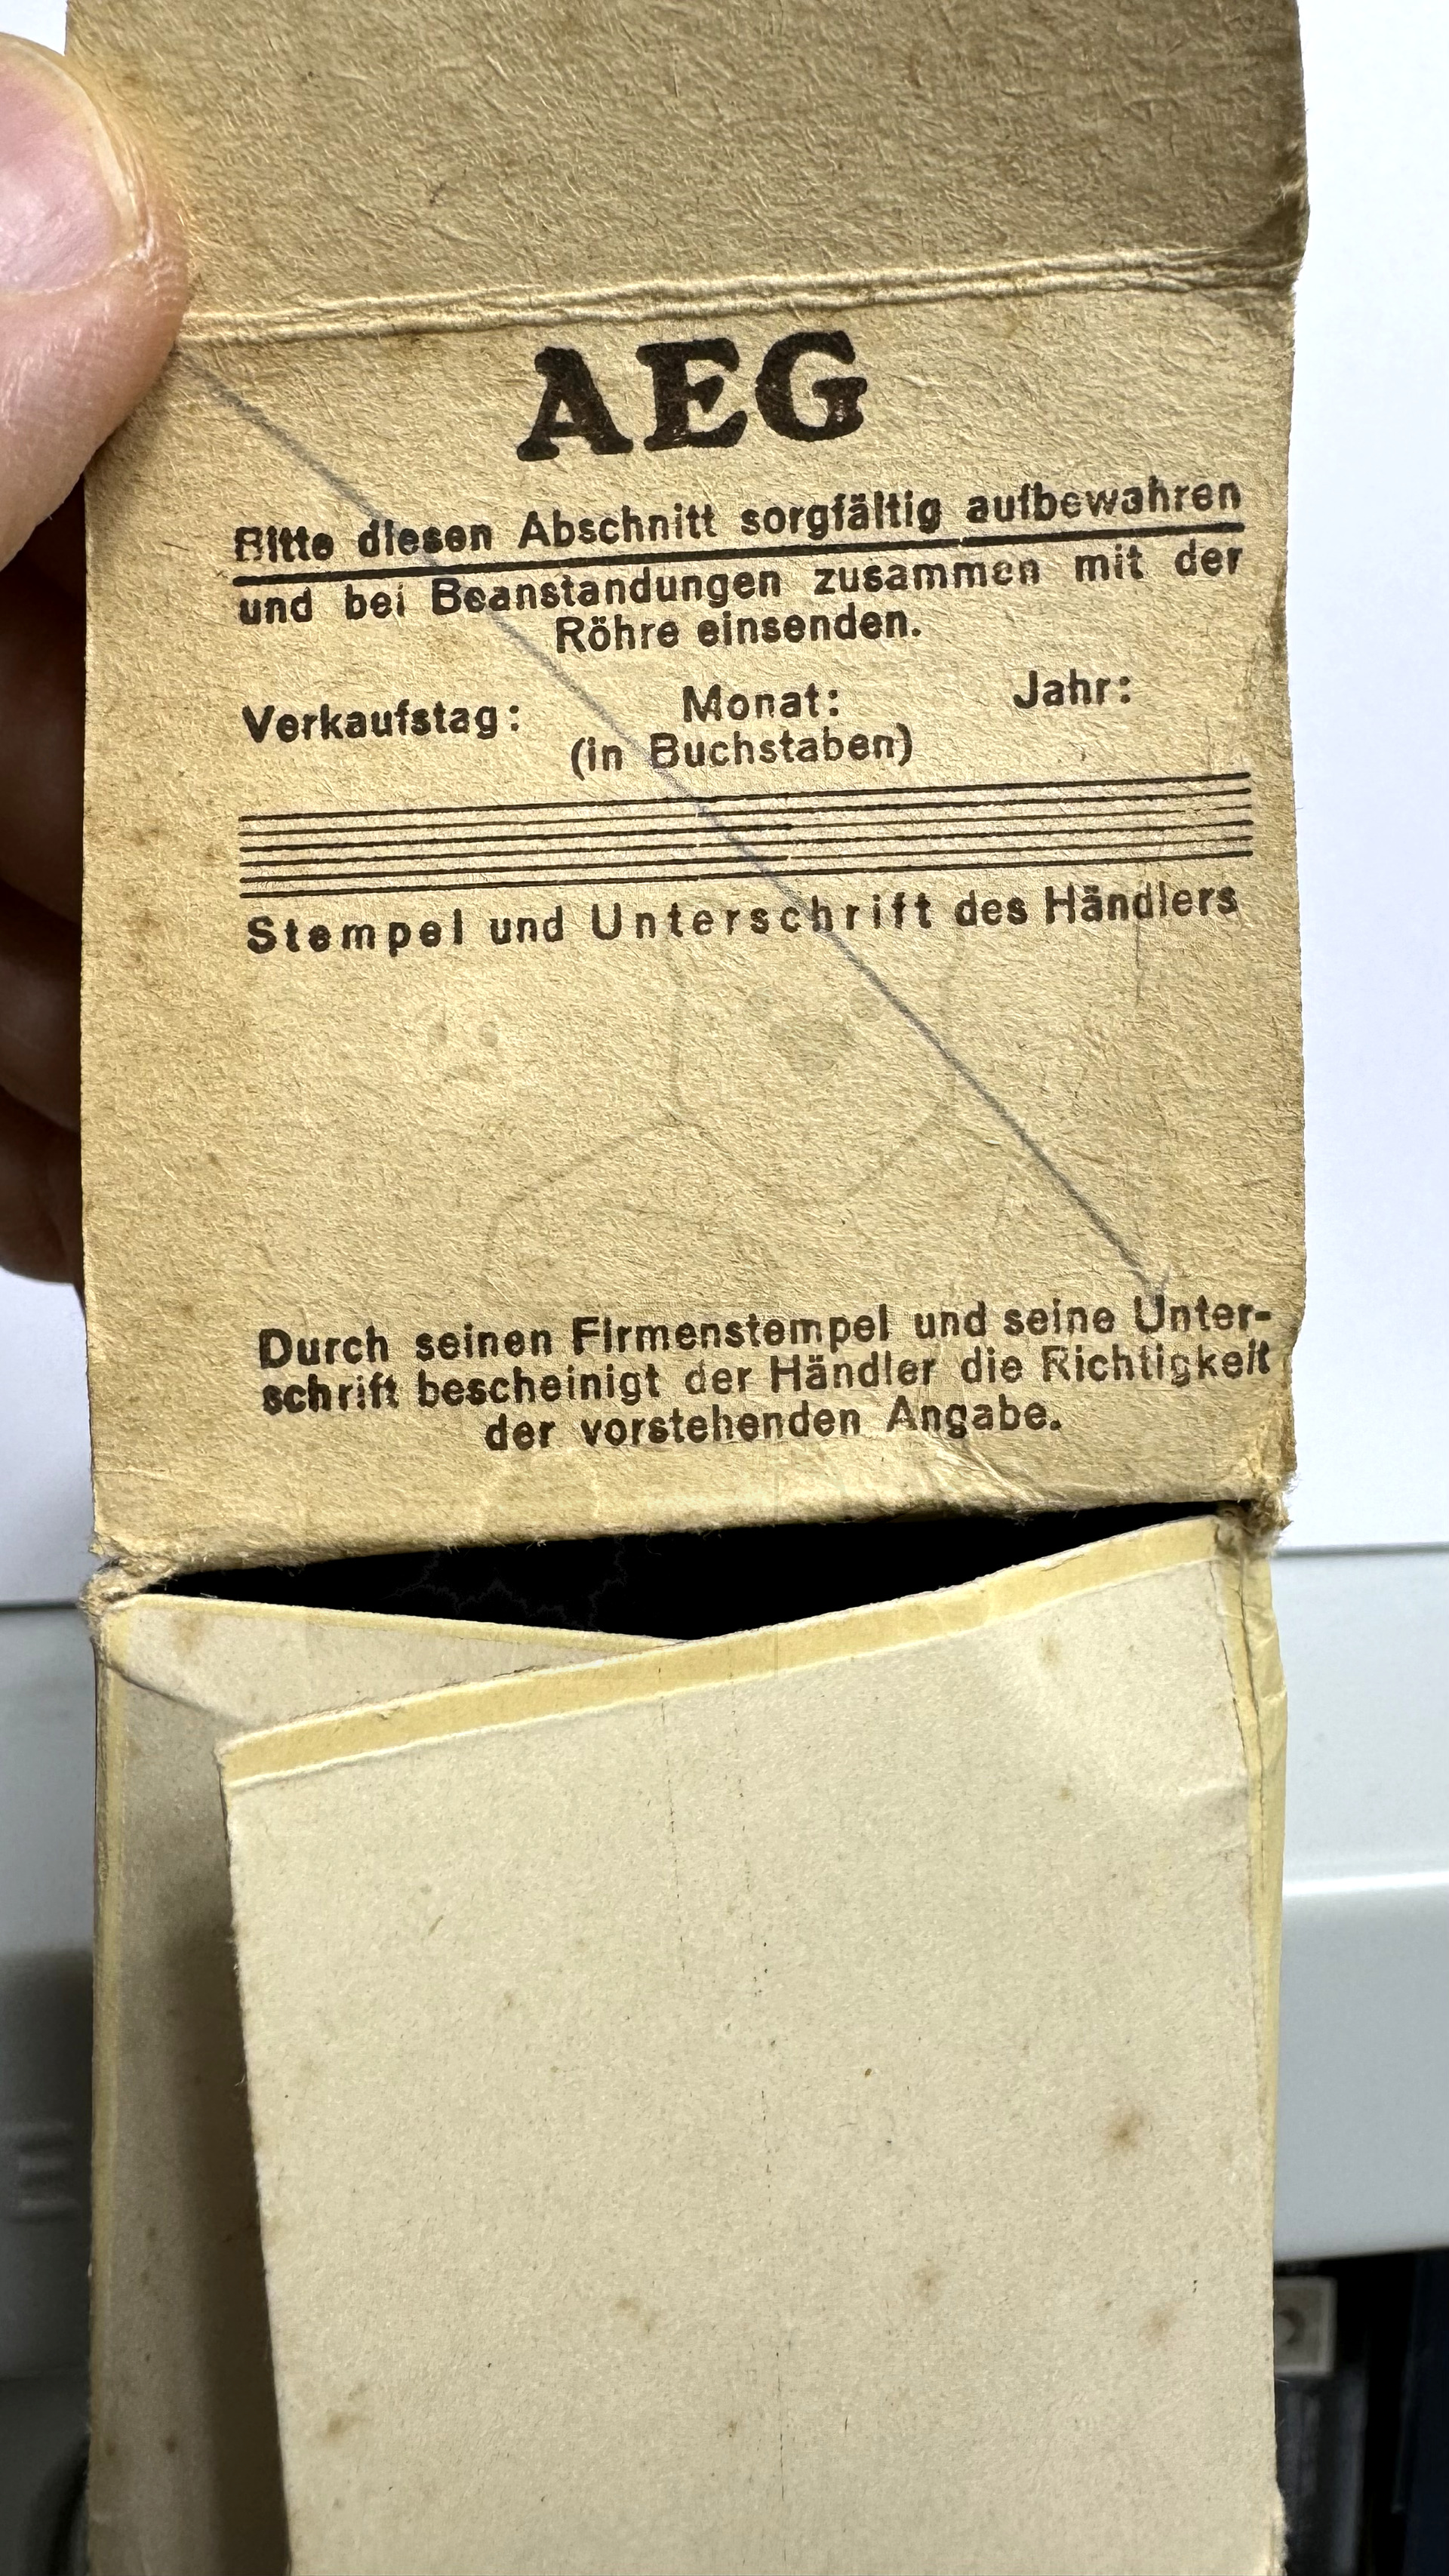 AEG
Bitte diesen Abschnitt sorgfältig aufbewahren
und bei Beanstandungen zusammen mit der
Röhre einsenden.
Verkaufstag: Monat: Jahr:
(in Buchstaben)
Stempel und Unterschrift des Händlers
Durch seinen Firmenstempel und seine Unter-
schrift bescheinigt der Händler die Richtigkeit
der vorstehenden Angabe.